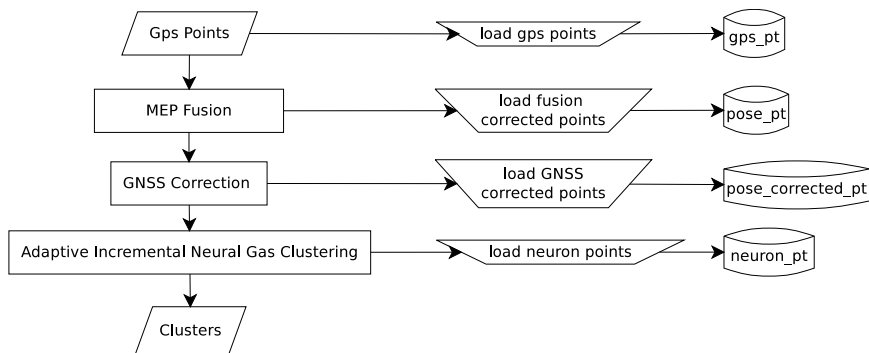 Gps Points
load gps points
gps_pt
MEP Fusion
load fusion
corrected points
pose_pt
GNSS Correction
load GNSS
corrected points
pose_corrected_pt
Adaptive Incremental Neural Gas Clustering
load neuron points
neuron_pt
Clusters